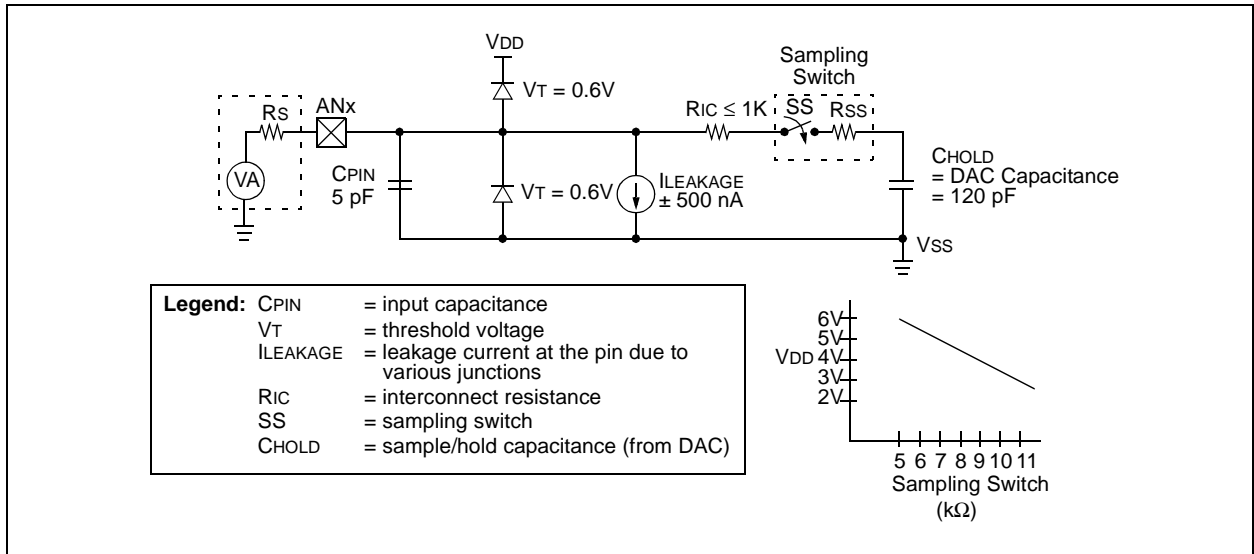 VDD
Sampling
Switch
VT = 0.6V
RS
ANx
RIC ≤ 1K
SS
RSS
VA
CPIN
5 pF
VT = 0.6V
ILEAKAGE
± 500 nA
CHOLD
= DAC Capacitance
= 120 pF
VSS
Legend: CPIN = input capacitance
VT = threshold voltage
ILEAKAGE = leakage current at the pin due to
various junctions
RIC = interconnect resistance
SS = sampling switch
CHOLD = sample/hold capacitance (from DAC)
6V
5V
VDD 4V
3V
2V
5 6 7 8 9 10 11
Sampling Switch
(kΩ)